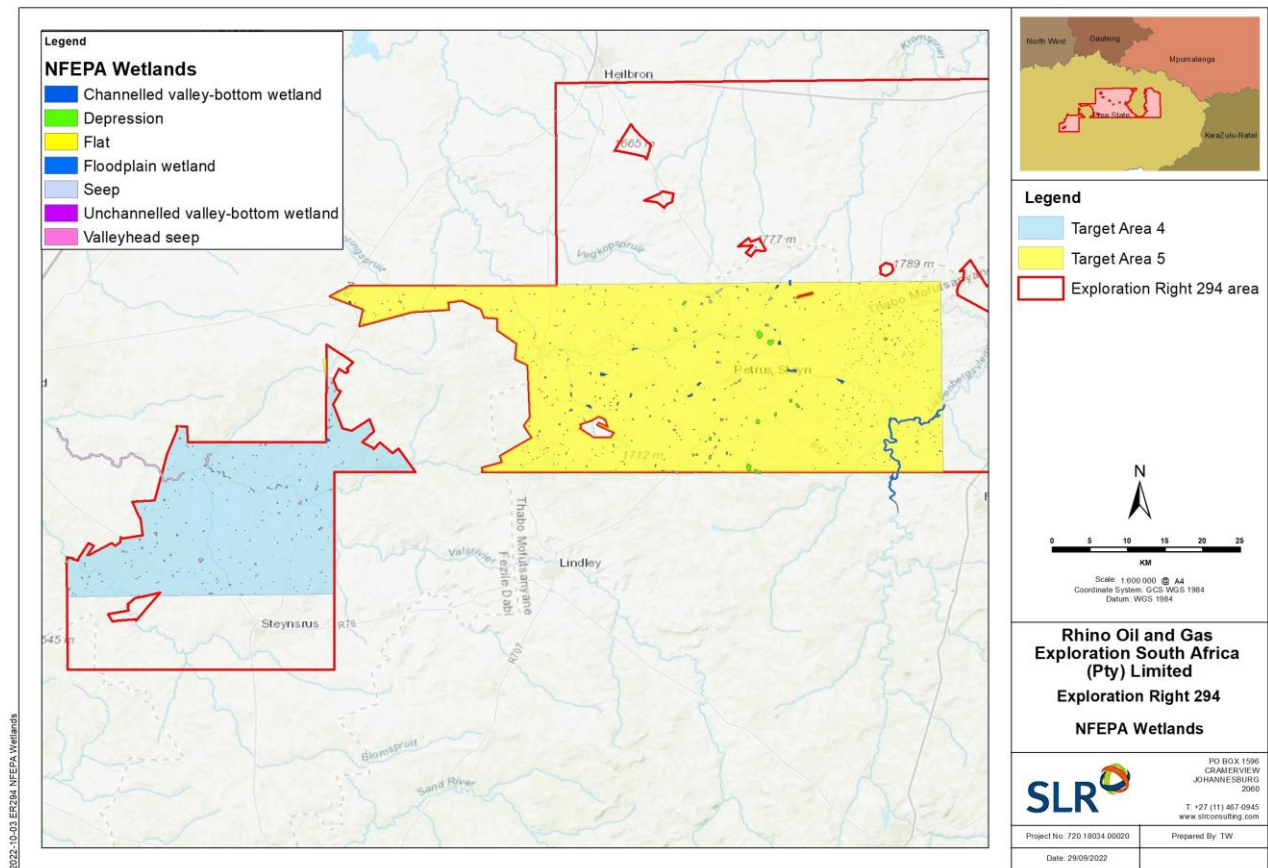 Legend
NFEPA Wetlands
Channelled valley-bottom wetland
Depression
Flat
Floodplain wetland
Seep
Unchannelled valley-bottom wetland
Valleyhead seep
Heilbron
Kromspruit
1665 m
1777 m
Vegkopspruit
1789 m
Thabo Mofutsanyane
Petrus Steyn
R57
1712 m
Thabo Mofutsanyane
Fezile Dabi
Valsrivier
Lindley
Steynsrus
R76
R707
545 m
Blomspruit
Sand River
North West
Gauteng
Mpumalanga
Free State
KwaZulu-Natal
Legend
Target Area 4
Target Area 5
Exploration Right 294 area
N
0 5 10 15 20 25
KM
Scale: 1:600 000 @ A4
Coordinate System: GCS WGS 1984
Datum: WGS 1984
Rhino Oil and Gas
Exploration South Africa
(Pty) Limited
Exploration Right 294
NFEPA Wetlands
SLR
PO BOX 1596
CRAMERVIEW
JOHANNESBURG
2060
T: +27 (11) 467-0945
www.slrconsulting.com
Project No: 720.18034.00020
Prepared By: TW
Date: 29/09/2022
2022-10-03 ER294 NFEPA Wetlands